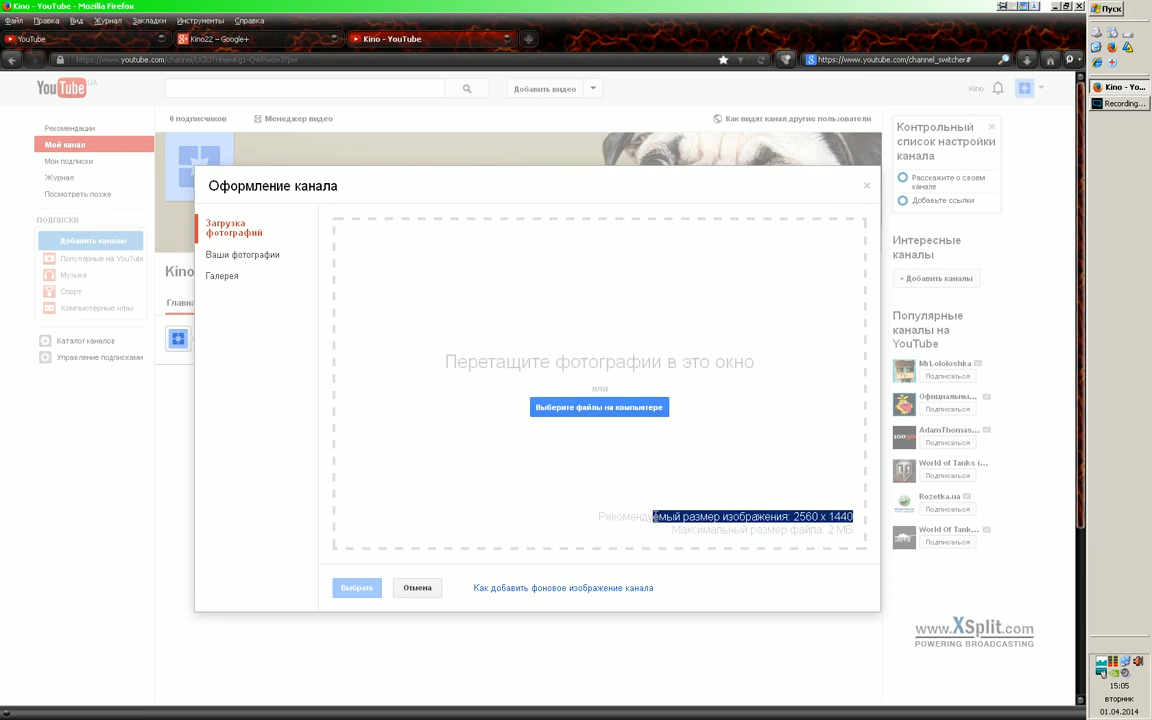 Kino - YouTube - Mozilla Firefox
Пуск
Файл Правка Вид Журнал Закладки Инструменты Справка
YouTube
Kino22 – Google+
Kino - YouTube
https://www.youtube.com/channel_switcher#
Kino - Yo...
Recording...
YouTube UA
Добавить видео
Kino
0 подписчиков
Менеджер видео
Как видят канал другие пользователи
Рекомендации
Мой канал
Мои подписки
Журнал
Посмотреть позже
ПОДПИСКИ
Добавить каналы
Популярные на YouTube
Музыка
Спорт
Компьютерные игры
Каталог каналов
Управление подписками
Kino
Главна
Оформление канала
Загрузка
фотографий
Ваши фотографии
Галерея
Перетащите фотографии в это окно
или
Выберите файлы на компьютере
Рекомендуемый размер изображения: 2560 x 1440
Максимальный размер файла: 2 МБ
Выбрать
Отмена
Как добавить фоновое изображение канала
Контрольный
список настройки
канала
Расскажите о своем
канале
Добавьте ссылки
Интересные
каналы
+ Добавить каналы
Популярные
каналы на
YouTube
MrLololoshka
Подписаться
Официальны...
Подписаться
AdamThomas...
Подписаться
World of Tanks (...
Подписаться
Rozetka.ua
Подписаться
World Of Tank...
Подписаться
www.XSplit.com
POWERING BROADCASTING
15:05
вторник
01.04.2014